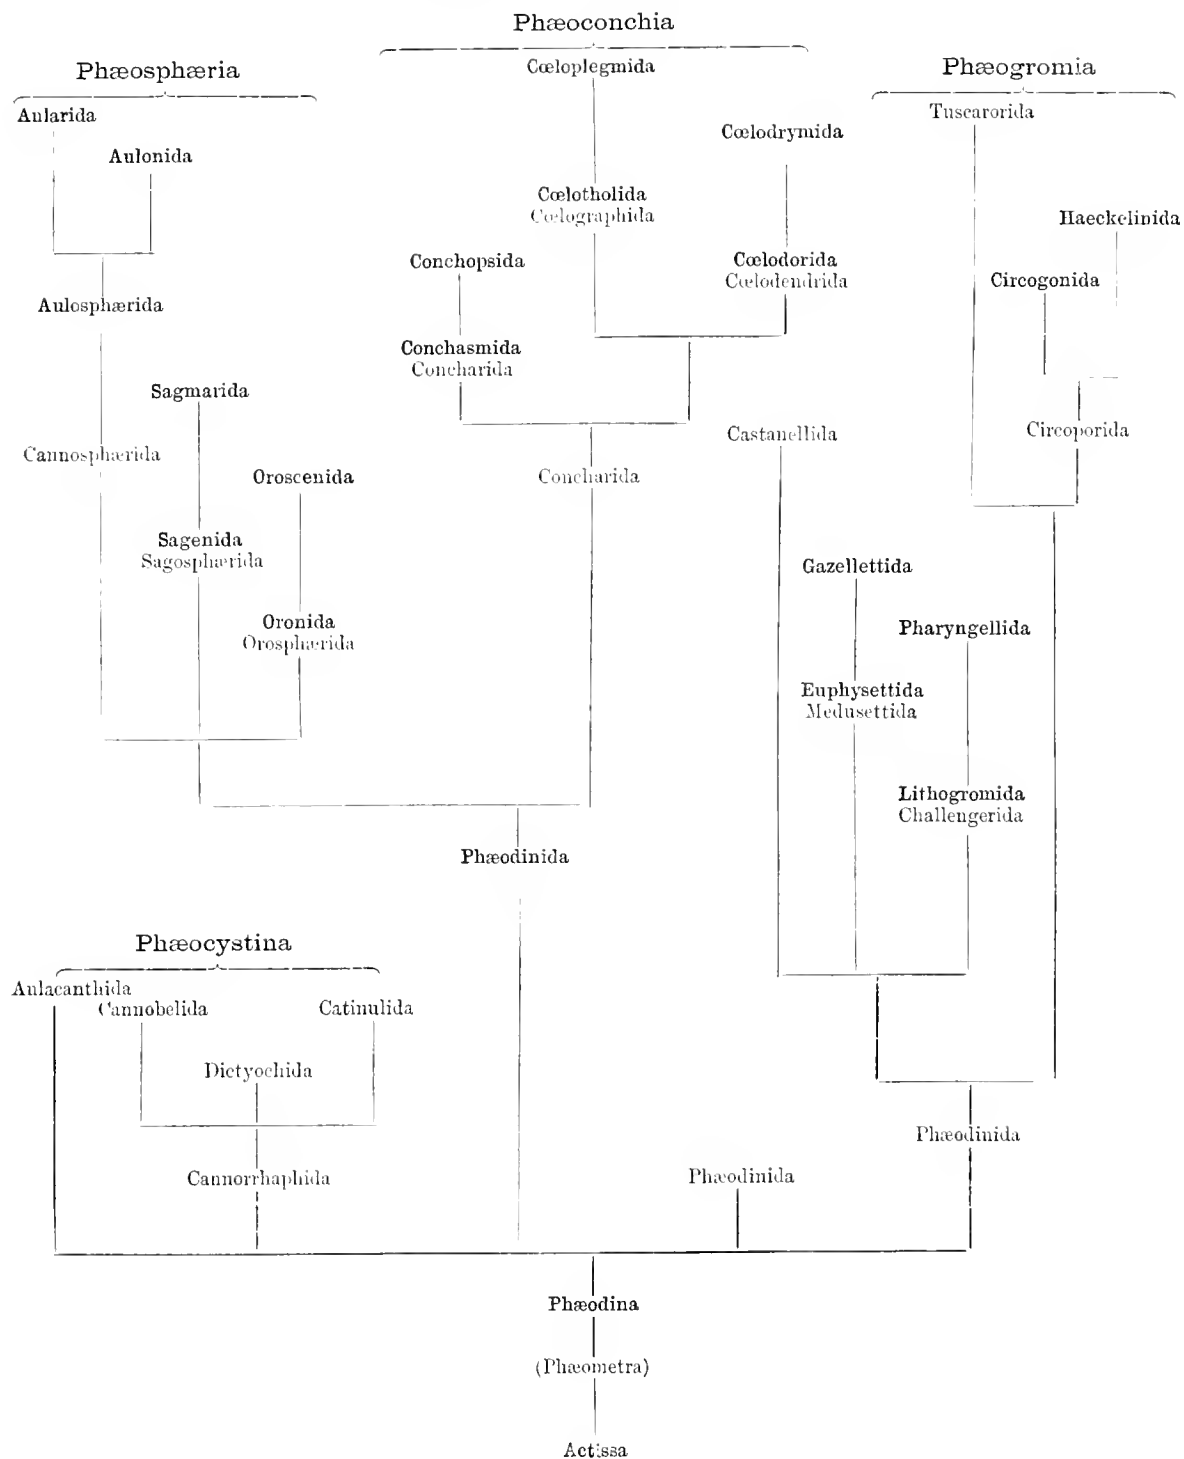 Phæoconchia
Cœloplegmida
Phæosphæria
Phæogromia
Aularida
Tuscarorida
Cœlodrymida
Aulonida
Cœlotholida
Cœlographida
Haeckelinida
Conchopsida
Cœlodorida
Cœlodendrida
Circogonida
Aulosphærida
Conchasmida
Concharida
Sagmarida
Castanellida
Circoporida
Cannosphærida
Oroscenida
Concharida
Sagenida
Sagosphærida
Gazellettida
Oronida
Orosphærida
Pharyngellida
Euphysettida
Medusettida
Lithogromida
Challengerida
Phæodinida
Phæocystina
Aulacanthida
Cannobelida
Catinulida
Dictyochida
Phæodinida
Cannorrhaphida
Phæodinida
Phæodina
(Phæometra)
Actissa